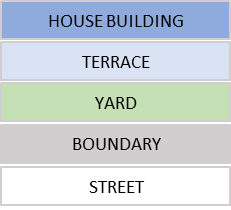 HOUSE BUILDING
TERRACE
YARD
BOUNDARY
STREET